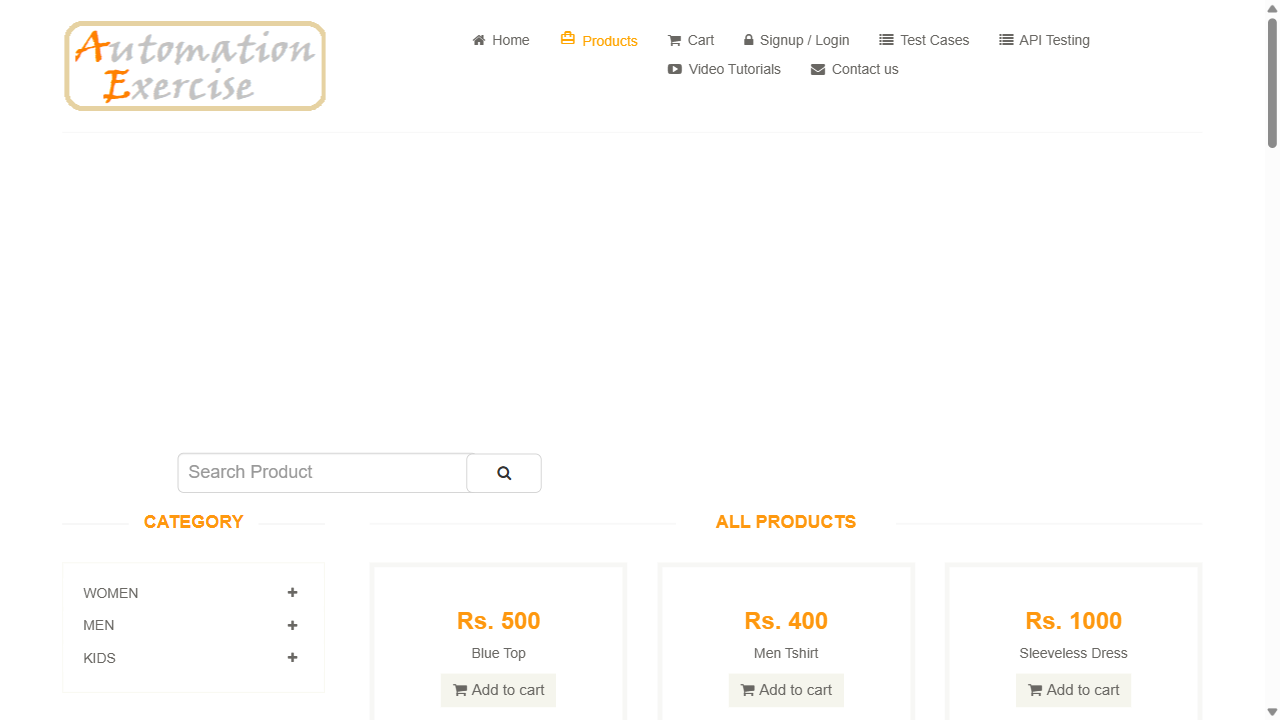 Automation
Exercise
Home
Products
Cart
Signup / Login
Test Cases
API Testing
Video Tutorials
Contact us
Search Product
CATEGORY
WOMEN
MEN
KIDS
ALL PRODUCTS
Rs. 500
Blue Top
Add to cart
Rs. 400
Men Tshirt
Add to cart
Rs. 1000
Sleeveless Dress
Add to cart